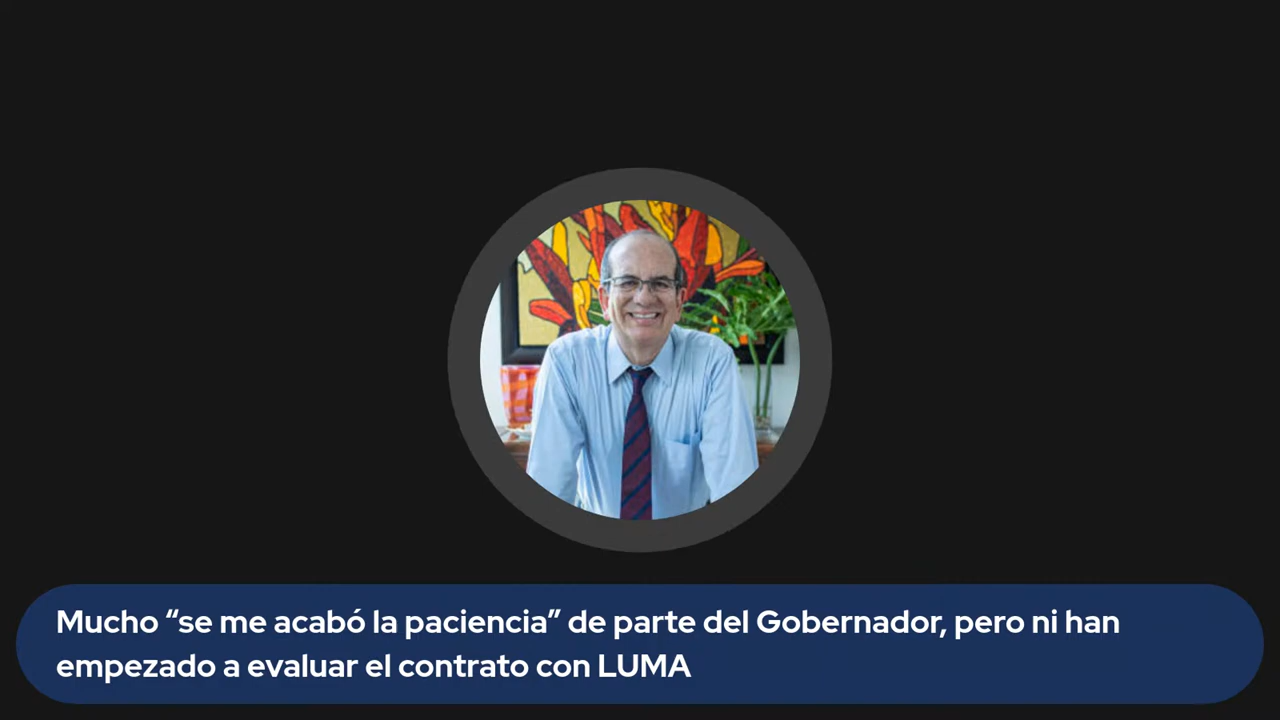 Mucho “se me acabó la paciencia” de parte del Gobernador, pero ni han
empezado a evaluar el contrato con LUMA